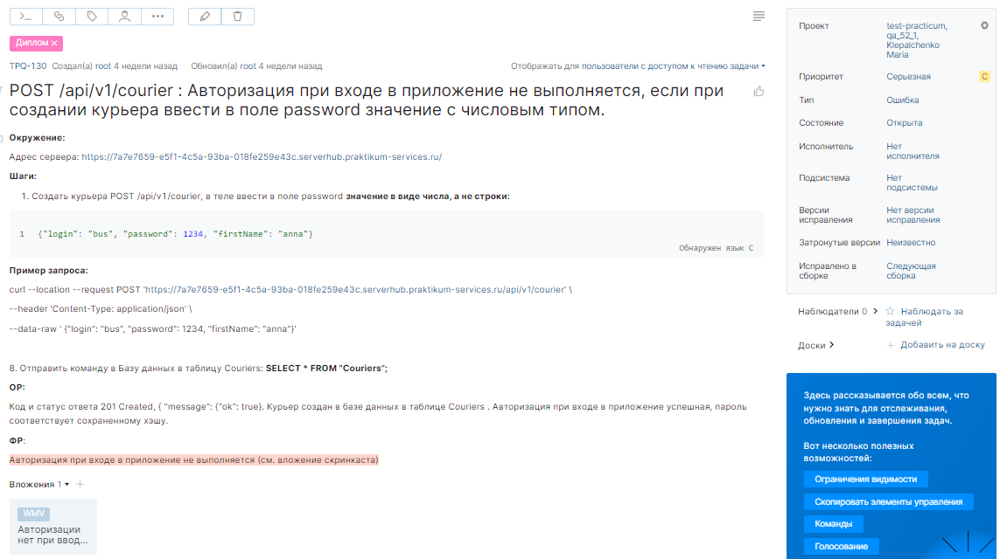 Диплом ✕
TPQ-130 Создал(а) root 4 недели назад Обновил(а) root 4 недели назад Отображать для пользователи с доступом к чтению задачи
POST /api/v1/courier : Авторизация при входе в приложение не выполняется, если при
создании курьера ввести в поле password значение с числовым типом.
Окружение:
Адрес сервера: https://7a7e7659-e5f1-4c5a-93ba-018fe259e43c.serverhub.praktikum-services.ru/
Шаги:
1. Создать курьера POST /api/v1/courier, в теле ввести в поле password значение в виде числа, а не строки:
1 {"login": "bus", "password": 1234, "firstName": "anna"}
Обнаружен язык C
Пример запроса:
curl --location --request POST 'https://7a7e7659-e5f1-4c5a-93ba-018fe259e43c.serverhub.praktikum-services.ru/api/v1/courier' \
--header 'Content-Type: application/json' \
--data-raw ' {"login": "bus", "password": 1234, "firstName": "anna"}'
8. Отправить команду в Базу данных в таблицу Couriers: SELECT * FROM "Couriers";
ОР:
Код и статус ответа 201 Created, { "message": {"ok": true}. Курьер создан в базе данных в таблице Couriers . Авторизация при входе в приложение успешная, пароль
соответствует сохраненному хэшу.
ФР:
Авторизация при входе в приложение не выполняется (см. вложение скринкаста)
Вложения 1
WMV
Авторизации
нет при ввод...
Проект test-practicum,
qa_52_1,
Klepalchenko
Maria
Приоритет Серьезная С
Тип Ошибка
Состояние Открыта
Исполнитель Нет
исполнителя
Подсистема Нет
подсистемы
Версии Нет версии
исправления исправления
Затронутые версии Неизвестно
Исправлено в Следующая
сборке сборка
Наблюдатели 0 Наблюдать за
задачей
Доски Добавить на доску
Здесь рассказывается обо всем, что
нужно знать для отслеживания,
обновления и завершения задач.
Вот несколько полезных
возможностей:
Ограничения видимости
Скопировать элементы управления
Команды
Голосование